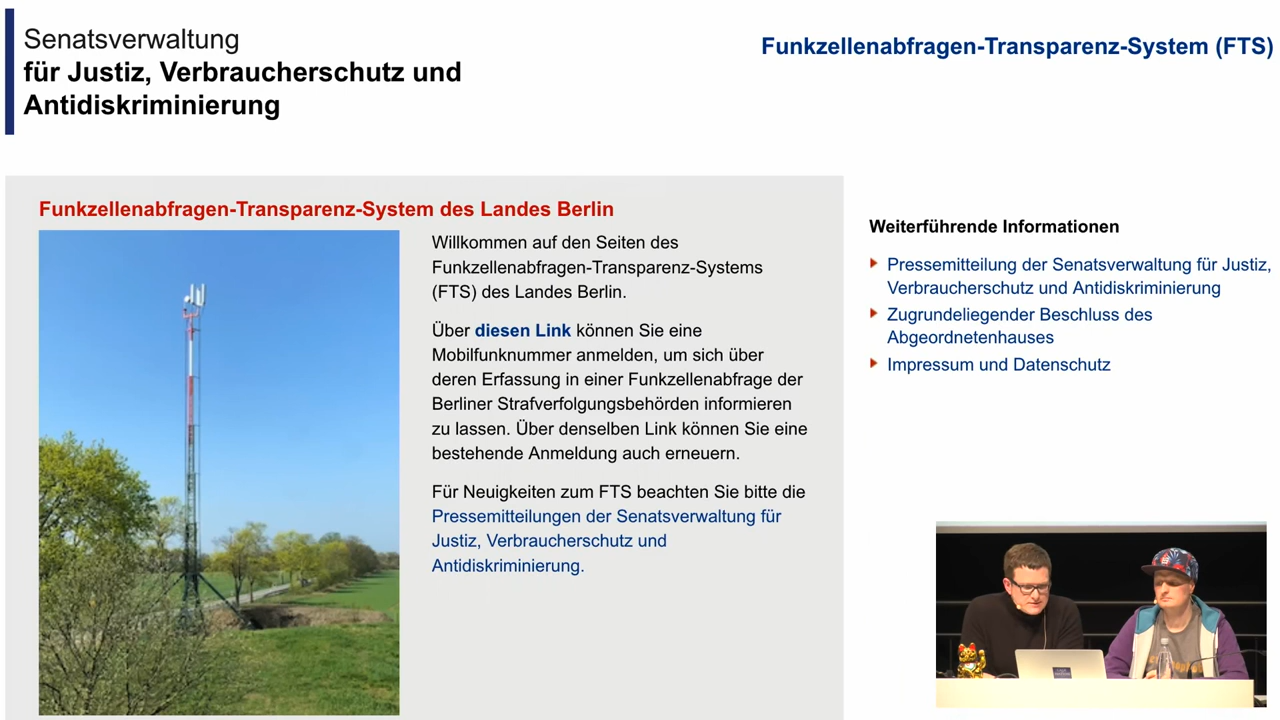 Senatsverwaltung
für Justiz, Verbraucherschutz und
Antidiskriminierung
Funkzellenabfragen-Transparenz-System (FTS)
Funkzellenabfragen-Transparenz-System des Landes Berlin
Willkommen auf den Seiten des
Funkzellenabfragen-Transparenz-Systems
(FTS) des Landes Berlin.
Über diesen Link können Sie eine
Mobilfunknummer anmelden, um sich über
deren Erfassung in einer Funkzellenabfrage der
Berliner Strafverfolgungsbehörden informieren
zu lassen. Über denselben Link können Sie eine
bestehende Anmeldung auch erneuern.
Für Neuigkeiten zum FTS beachten Sie bitte die
Pressemitteilungen der Senatsverwaltung für
Justiz, Verbraucherschutz und
Antidiskriminierung.
Weiterführende Informationen
Pressemitteilung der Senatsverwaltung für Justiz,
Verbraucherschutz und Antidiskriminierung
Zugrundeliegender Beschluss des
Abgeordnetenhauses
Impressum und Datenschutz